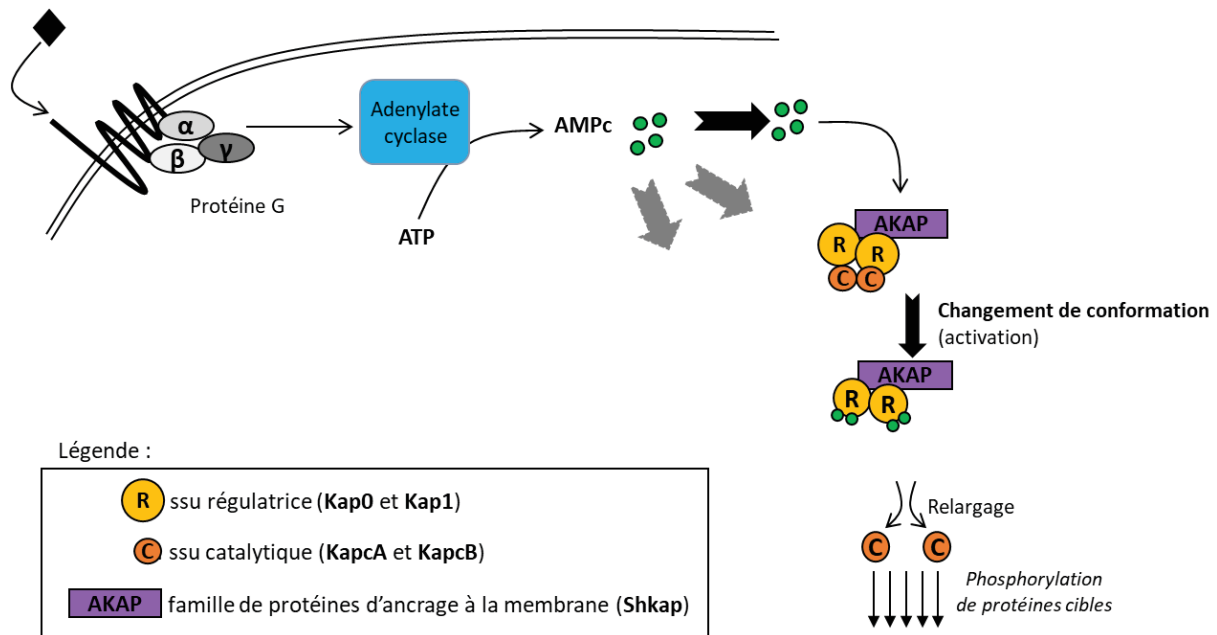 α
β
γ
Protéine G
Adenylate
cyclase
ATP
AMPc
AKAP
R
R
C
C
Changement de conformation
(activation)
AKAP
R
R
Relargage
C
C
Phosphorylation
de protéines cibles
Légende :
R ssu régulatrice (Kap0 et Kap1)
C ssu catalytique (KapcA et KapcB)
AKAP famille de protéines d’ancrage à la membrane (Shkap)